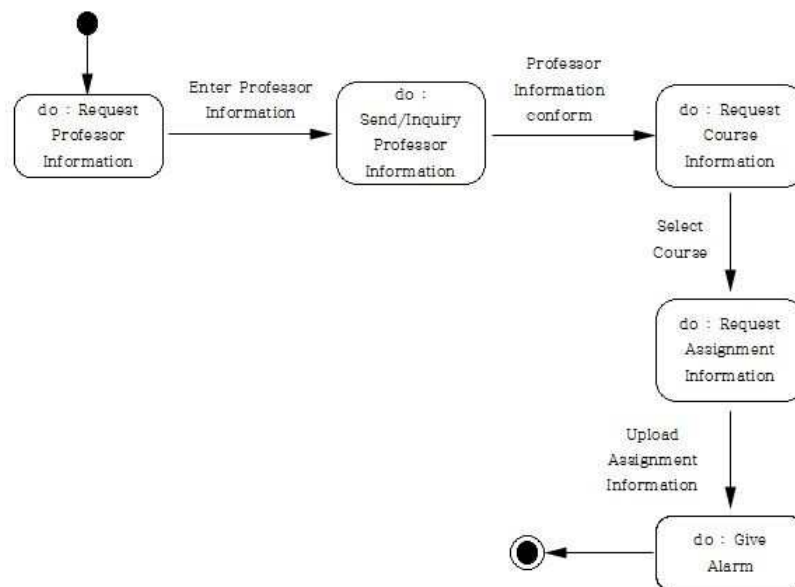 do : Request
Professor
Information
Enter Professor
Information
do :
Send/Inquiry
Professor
Information
Professor
Information
conform
do : Request
Course
Information
Select
Course
do : Request
Assignment
Information
Upload
Assignment
Information
do : Give
Alarm